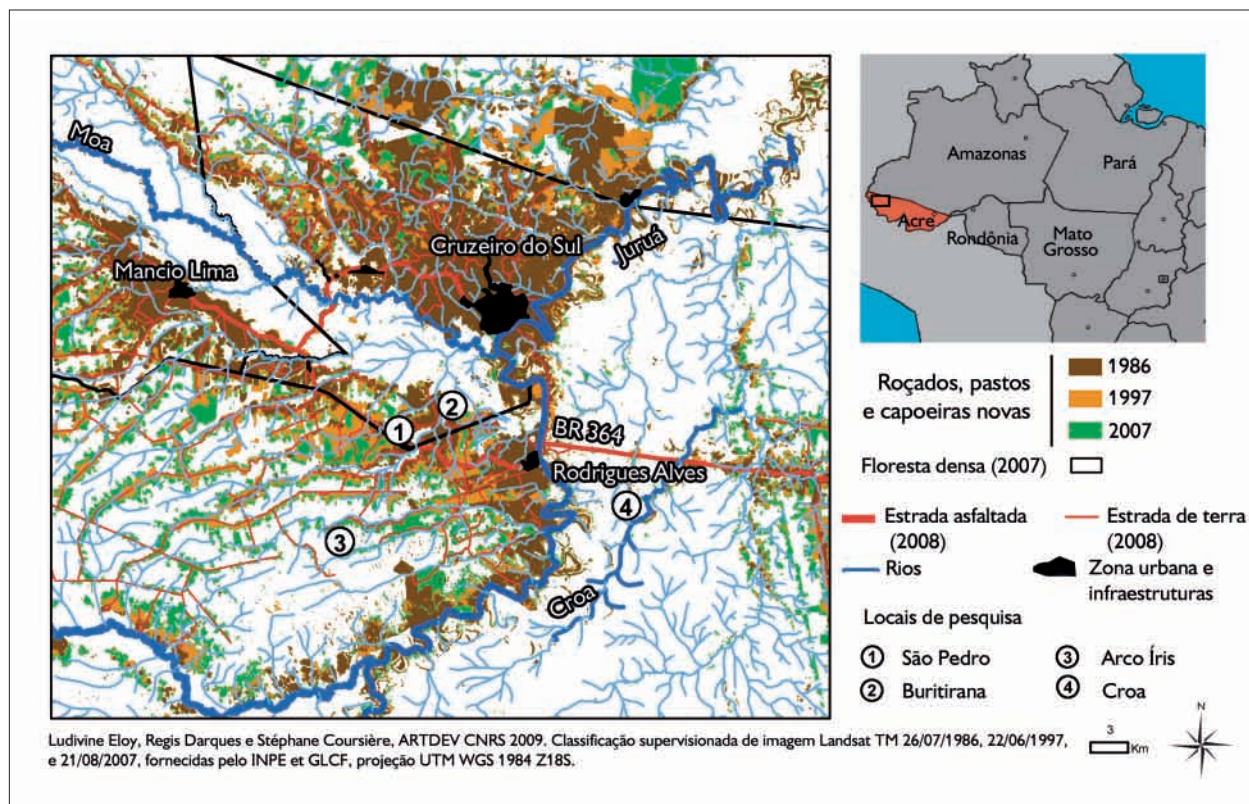 Moa
Mancio Lima
Cruzeiro do Sul
Juruá
BR 364
Rodrigues Alves
Croa
1
2
3
4
Amazonas
Pará
Acre
Rondônia
Mato
Grosso
Roçados, pastos
e capoeiras novas
1986
1997
2007
Floresta densa (2007)
Estrada asfaltada
(2008)
Estrada de terra
(2008)
Rios
Zona urbana e
infraestruturas
Locais de pesquisa
1 São Pedro
3 Arco Íris
2 Buritirana
4 Croa
3
Km
N
Ludivine Eloy, Regis Darques e Stéphane Coursière, ARTDEV CNRS 2009. Classificação supervisionada de imagem Landsat TM 26/07/1986, 22/06/1997,
e 21/08/2007, fornecidas pelo INPE et GLCF, projeção UTM WGS 1984 Z18S.